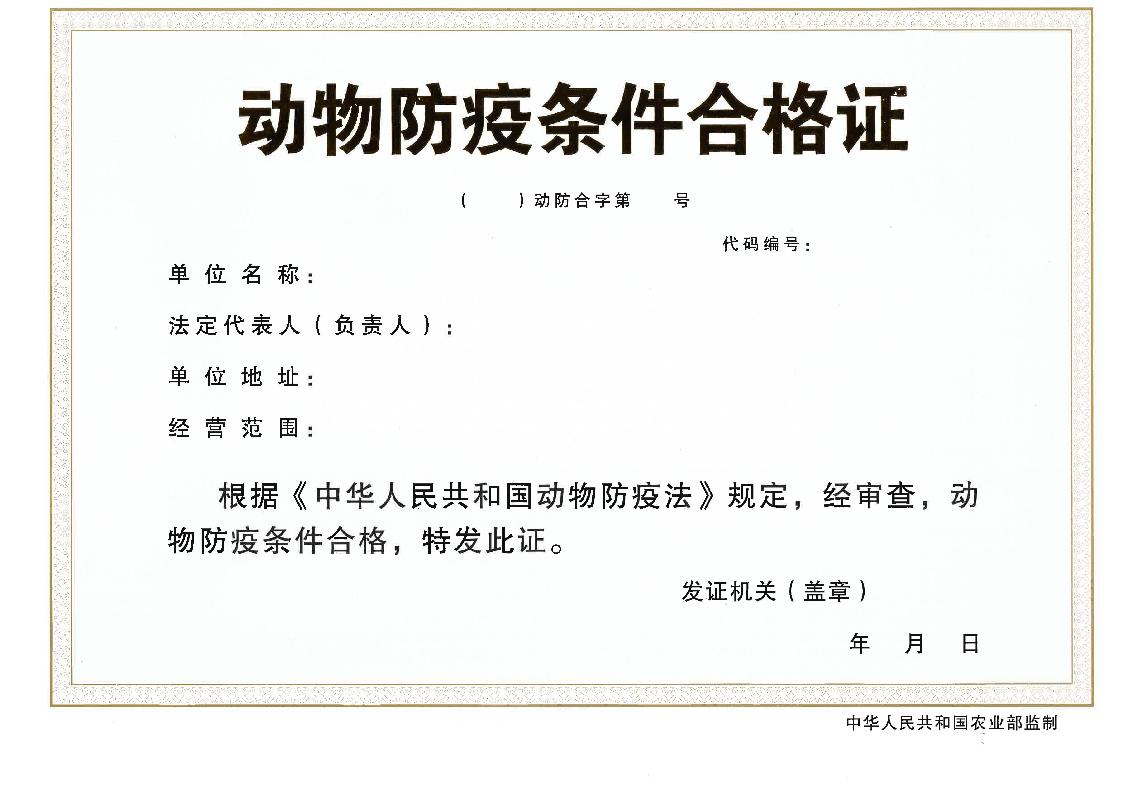 动物防疫条件合格证
（ ）动防合字第 号
代码编号：
单位名称：
法定代表人（负责人）：
单位地址：
经营范围：
根据《中华人民共和国动物防疫法》规定，经审查，动
物防疫条件合格，特发此证。
发证机关（盖章）
年 月 日
中华人民共和国农业部监制